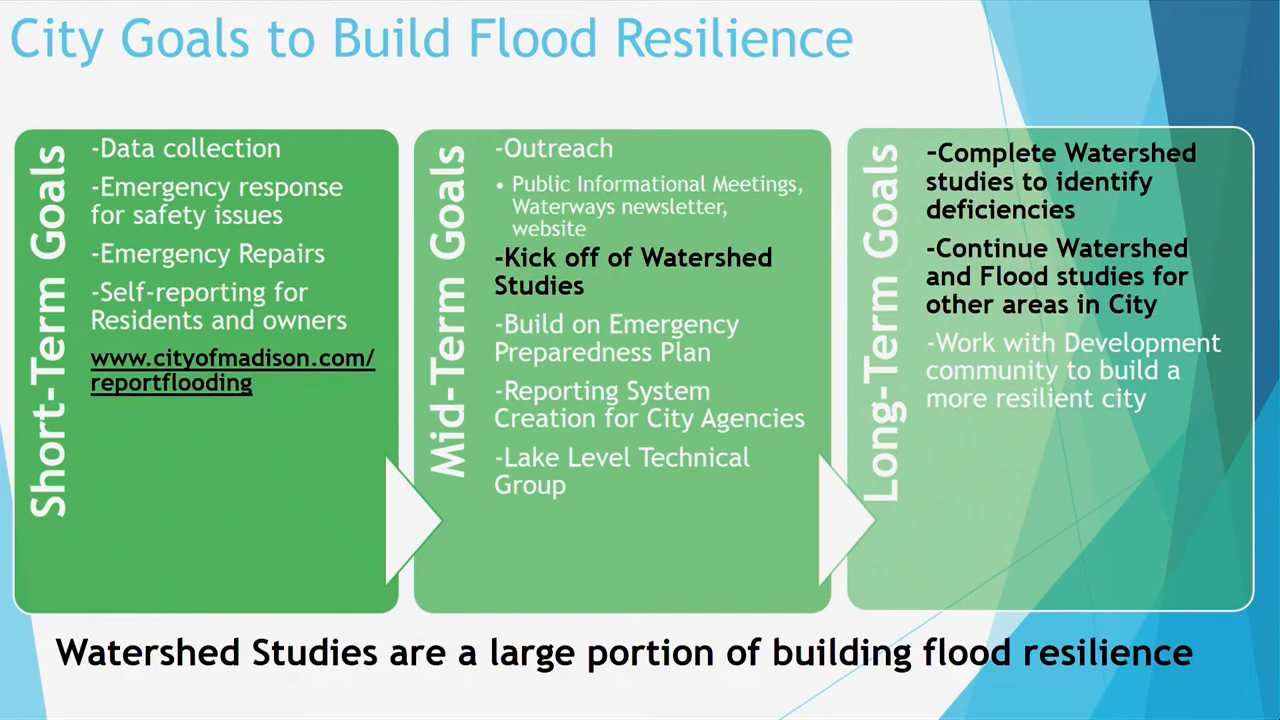 City Goals to Build Flood Resilience
Short-Term Goals
-Data collection
-Emergency response
for safety issues
-Emergency Repairs
-Self-reporting for
Residents and owners
www.cityofmadison.com/
reportflooding
Mid-Term Goals
-Outreach
• Public Informational Meetings,
Waterways newsletter,
website
-Kick off of Watershed
Studies
-Build on Emergency
Preparedness Plan
-Reporting System
Creation for City Agencies
-Lake Level Technical
Group
Long-Term Goals
-Complete Watershed
studies to identify
deficiencies
-Continue Watershed
and Flood studies for
other areas in City
-Work with Development
community to build a
more resilient city
Watershed Studies are a large portion of building flood resilience